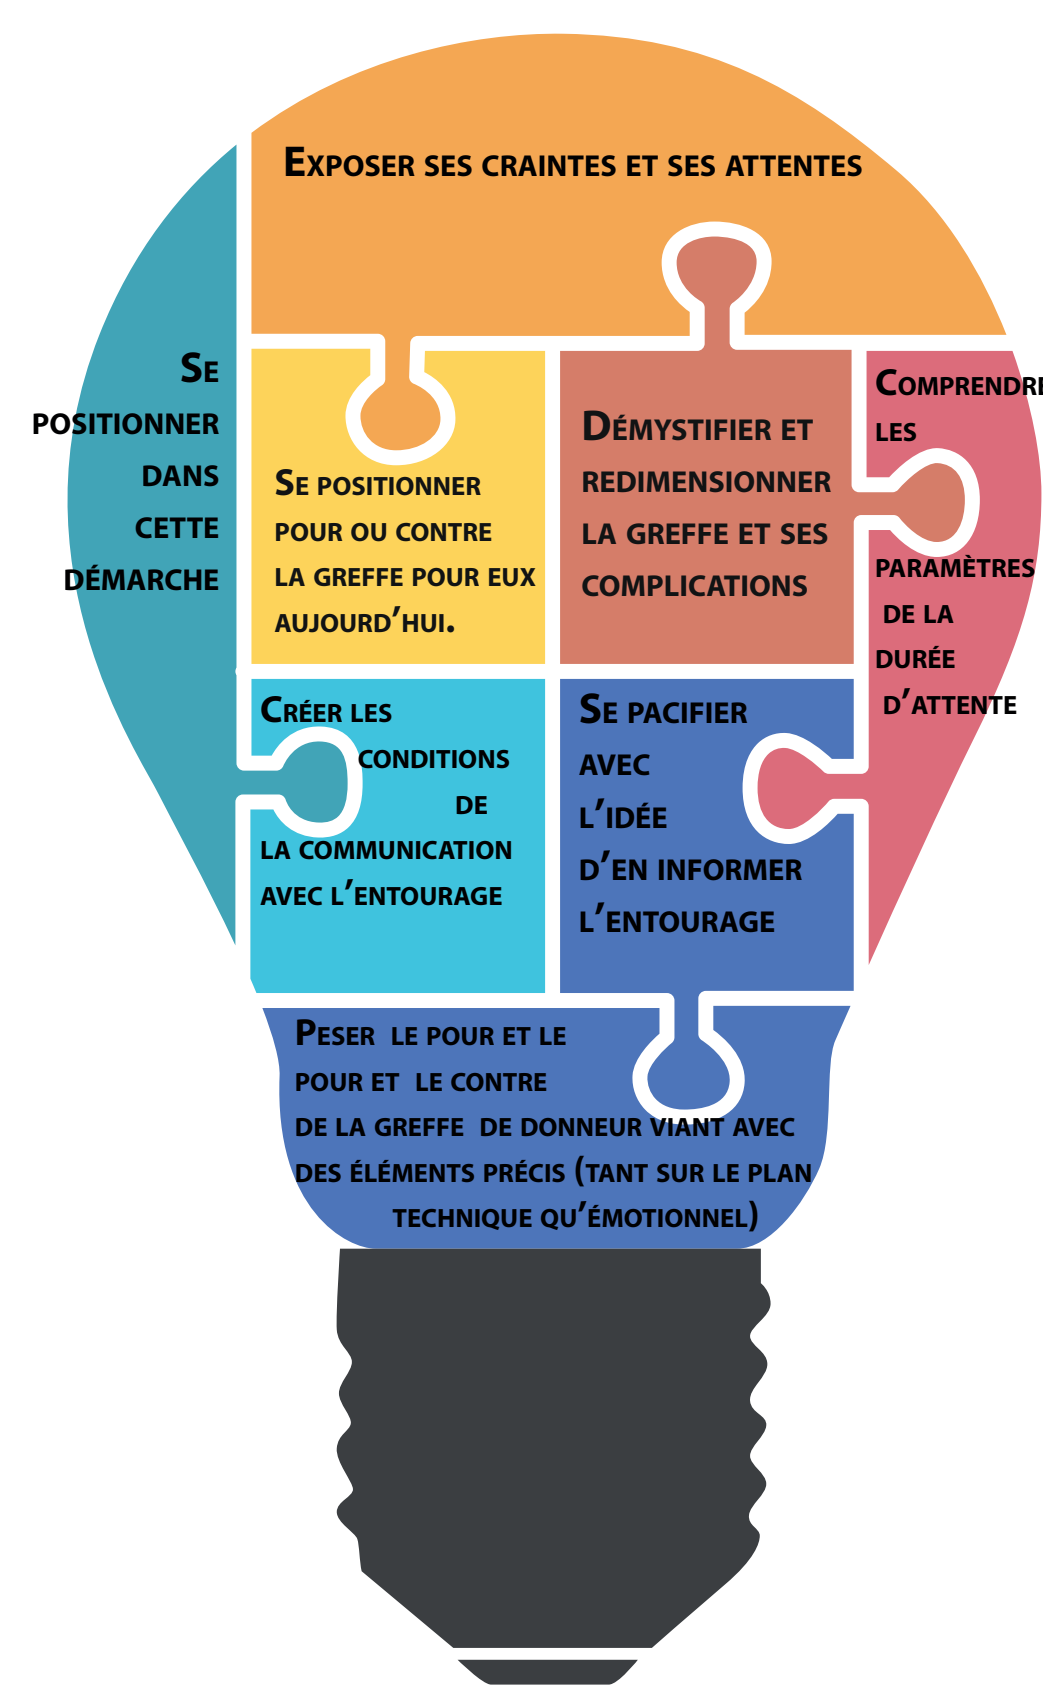 Exposer ses craintes et ses attentes
Se
positionner
dans
cette
démarche
Se positionner
pour ou contre
la greffe pour eux
aujourd'hui.
Démystifier et
redimensionner
la greffe et ses
complications
Comprendre
les
paramètres
de la
durée
d'attente
Créer les
conditions
de
la communication
avec l'entourage
Se pacifier
avec
l'idée
d'en informer
l'entourage
Peser le pour et le
pour et le contre
de la greffe de donneur viant avec
des éléments précis (tant sur le plan
technique qu'émotionnel)